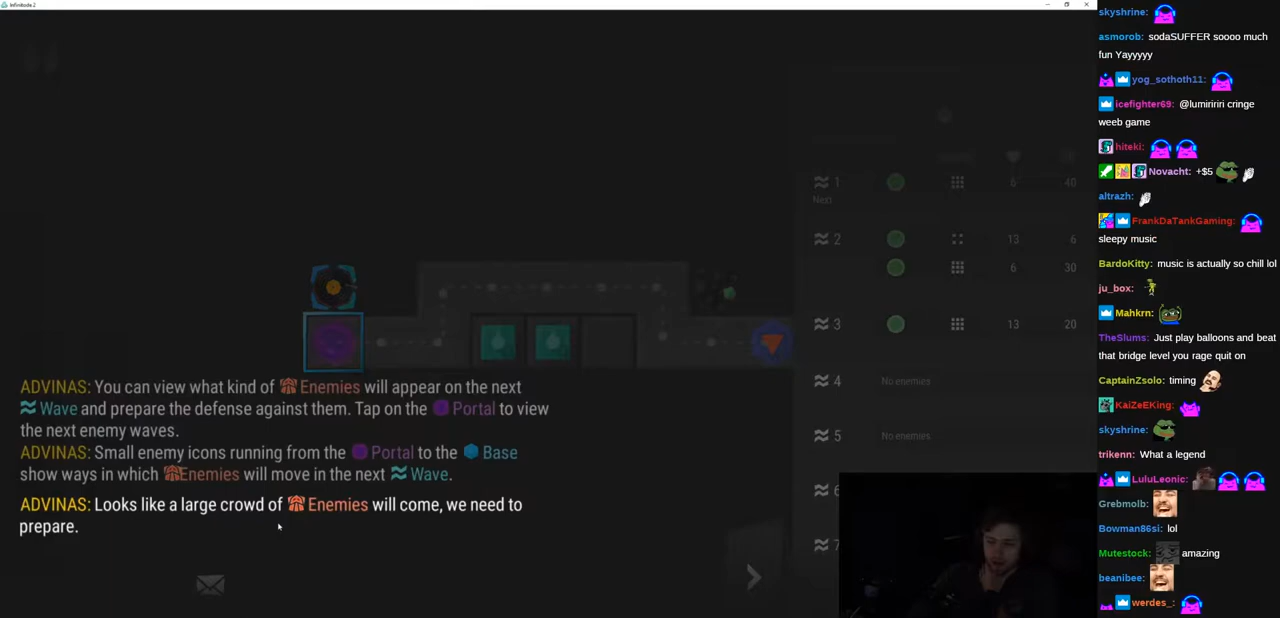 Infinitode 2
1 6 40
Next
2 13 6
6 30
3 13 20
4 No enemies
5 No enemies
6
7
ADVINAS: You can view what kind of Enemies will appear on the next
Wave and prepare the defense against them. Tap on the Portal to view
the next enemy waves.
ADVINAS: Small enemy icons running from the Portal to the Base
show ways in which Enemies will move in the next Wave.
ADVINAS: Looks like a large crowd of Enemies will come, we need to
prepare.
skyshrine:
asmorob: sodaSUFFER soooo much
fun Yayyyyy
yog_sothoth11:
icefighter69: @lumiririri cringe
weeb game
hiteki:
Novacht: +$5
altrazh:
FrankDaTankGaming:
sleepy music
BardoKitty: music is actually so chill lol
ju_box:
Mahkrn:
TheSlums: Just play balloons and beat
that bridge level you rage quit on
CaptainZsolo: timing
KaiZeEKing:
skyshrine:
trikenn: What a legend
LuluLeonic:
Grebmolb:
Bowman86si: lol
Mutestock: amazing
beanibee:
werdes_: